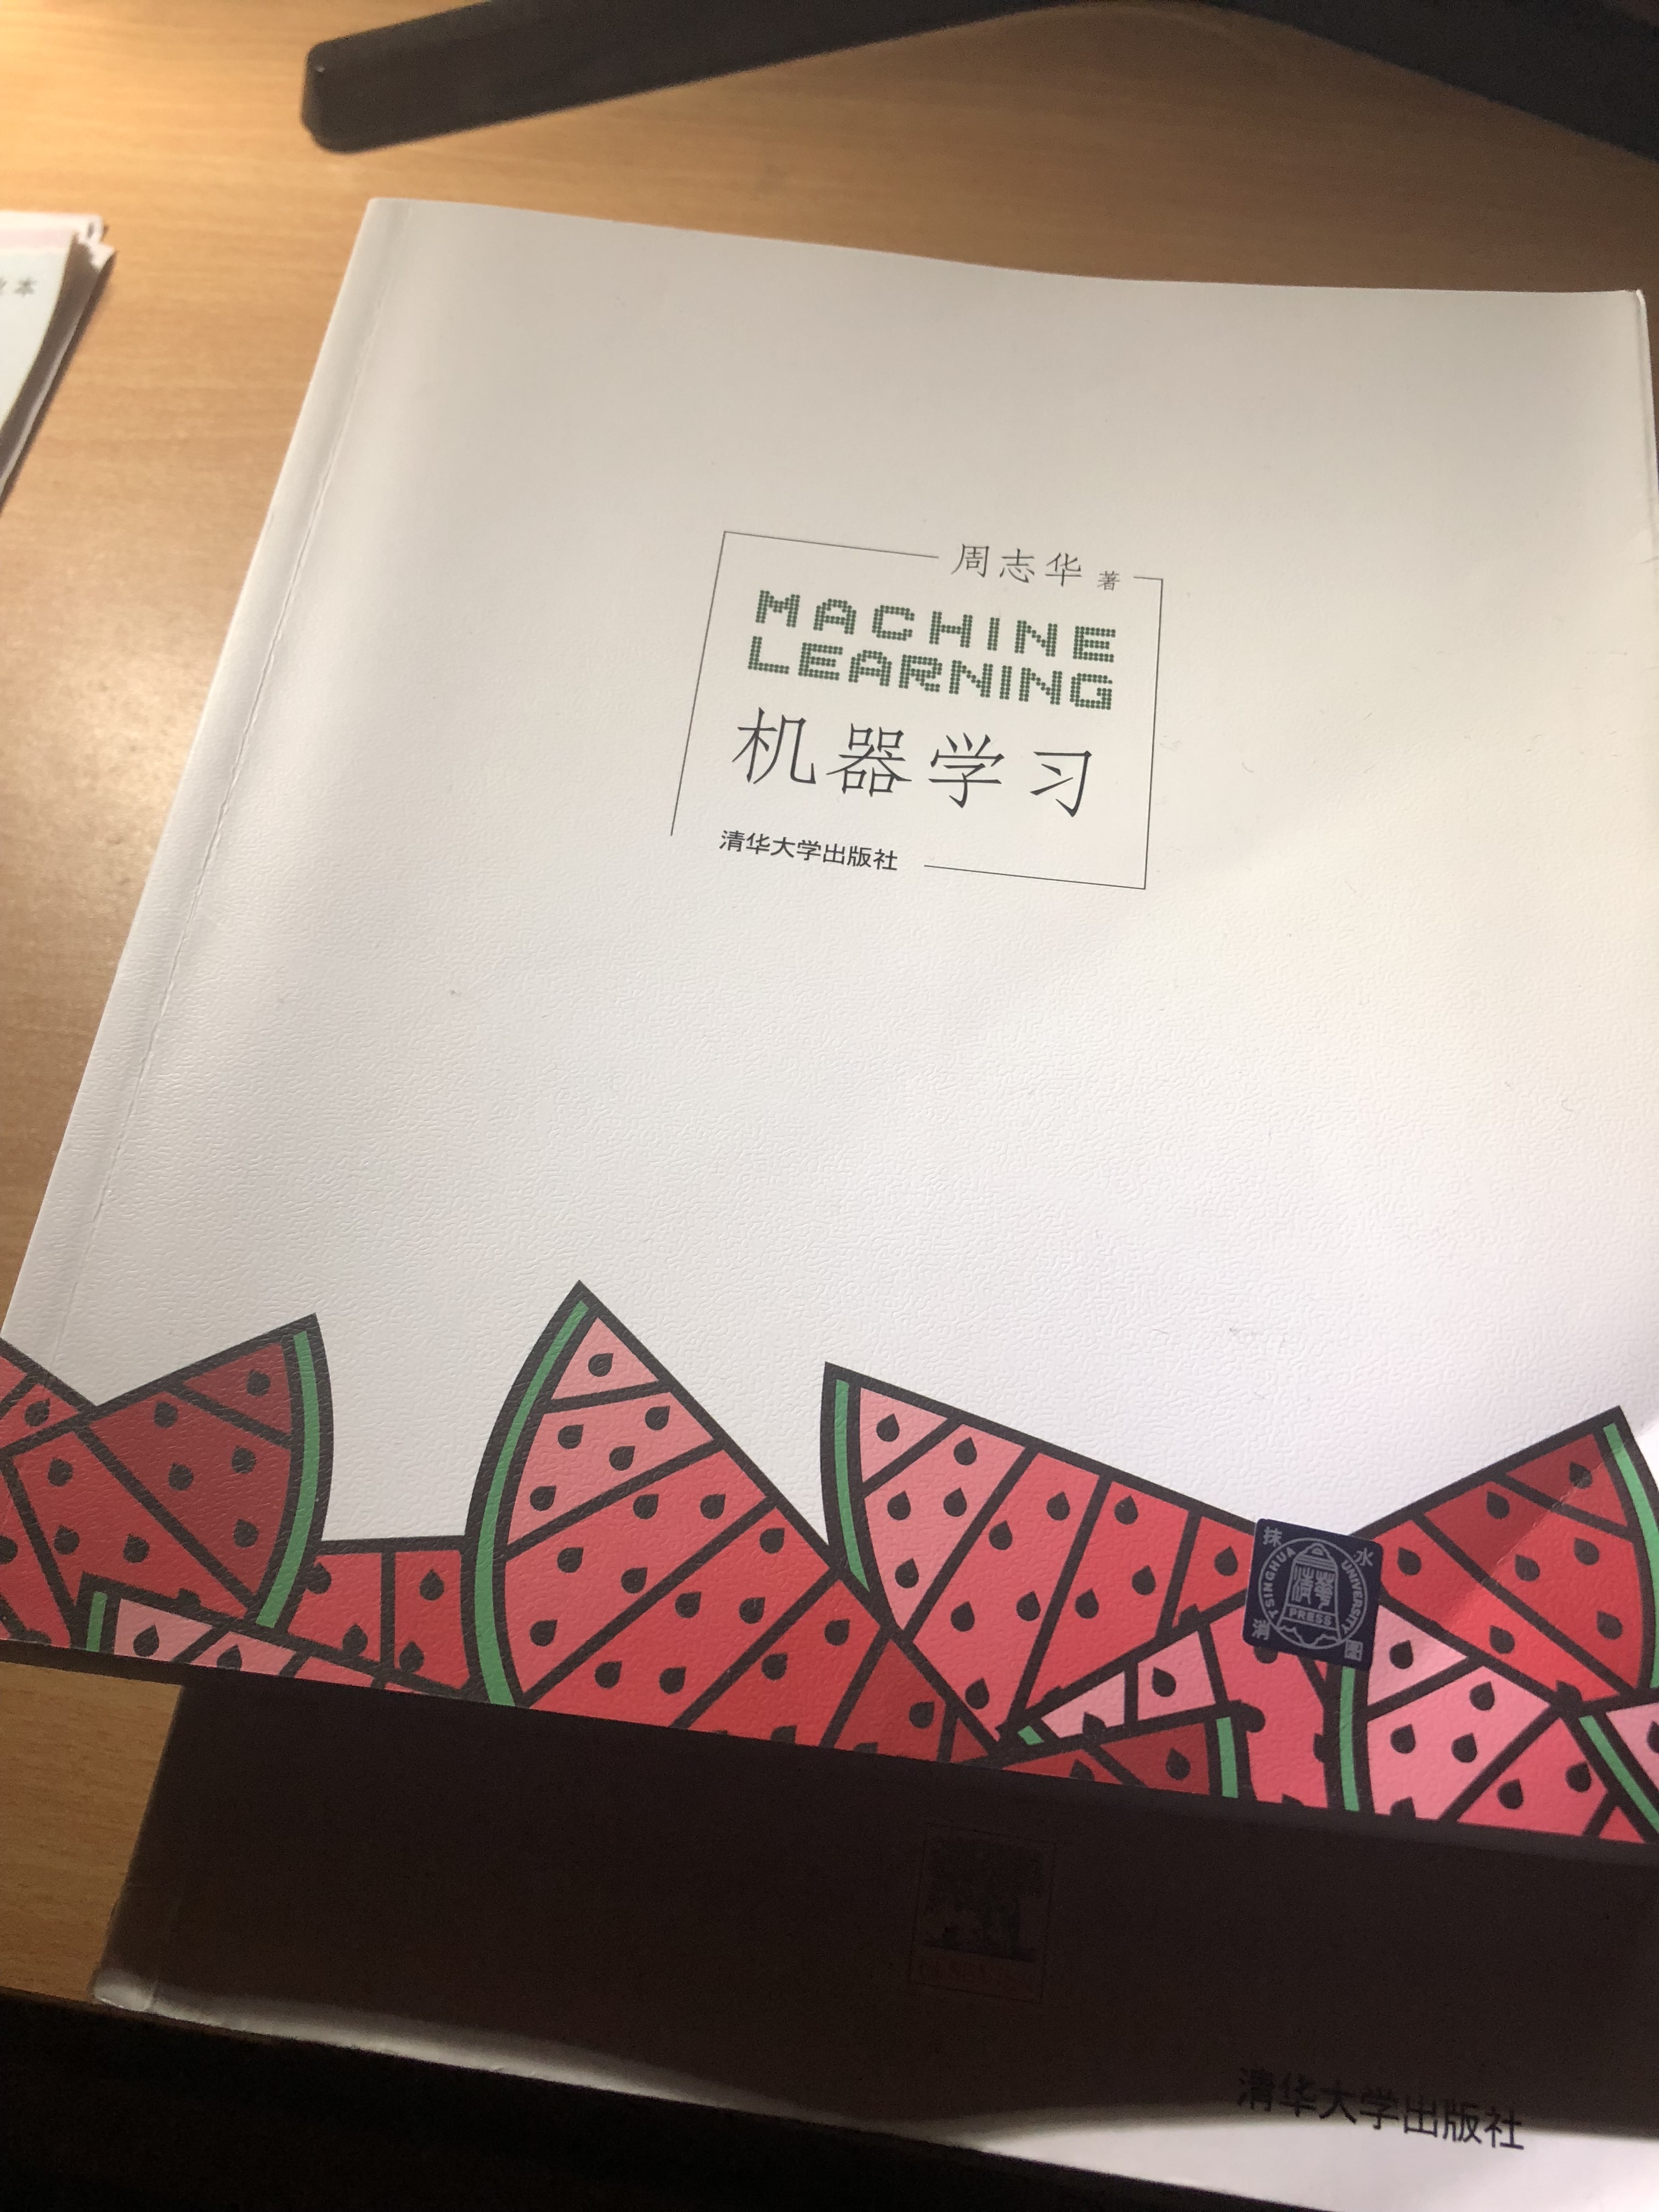 本
周志华 著
MACHINE
LEARNING
机器学习
清华大学出版社
抹 水
TSINGHUA UNIVERSITY
清華
PRESS
消
清华大学出版社